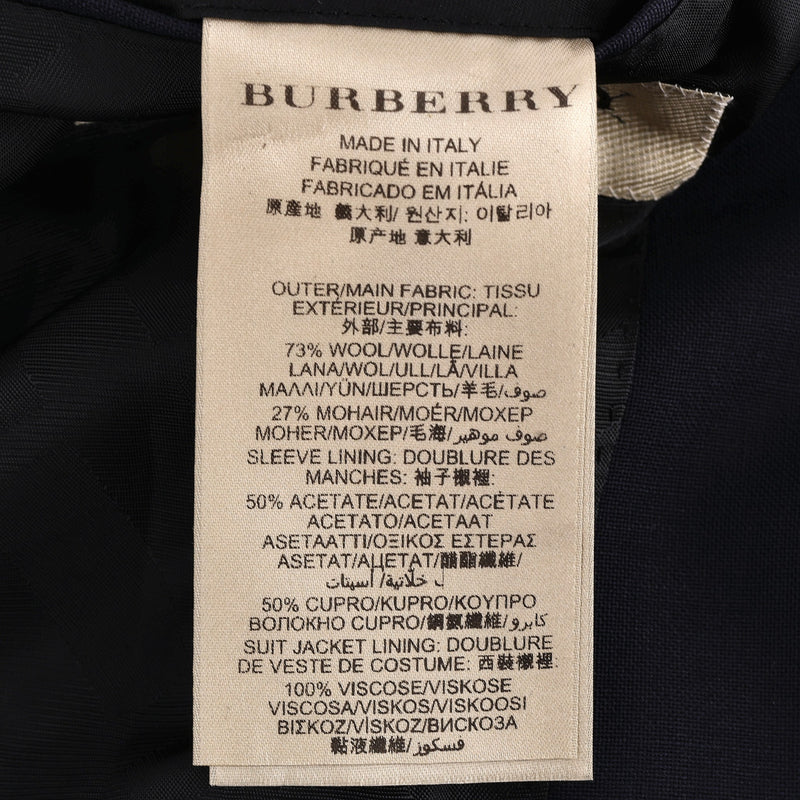 BURBERRY
MADE IN ITALY
FABRIQUÉ EN ITALIE
FABRICADO EM ITÁLIA
原產地 義大利/ 원산지: 이탈리아
原产地 意大利
OUTER/MAIN FABRIC: TISSU
EXTÉRIEUR/PRINCIPAL:
外部/主要布料:
73% WOOL/WOLLE/LAINE
LANA/WOL/ULL/LÃ/VILLA
ΜΑΛΛΙ/YÜN/ШЕРСТЬ/羊毛/صوف
27% MOHAIR/MOÉR/MOXEP
MOHER/МОХЕР/毛海/صوف موهير
SLEEVE LINING: DOUBLURE DES
MANCHES: 袖子襯裡:
50% ACETATE/ACETAT/ACÉTATE
ACETATO/ACETAAT
ASETAATTI/ΟΞΙΚΟΣ ΕΣΤΕΡΑΣ
ASETAT/АЦЕТАТ/醋酯纖維/
خلّاتية/ أسيتات
50% CUPRO/KUPRO/ΚΟΥΠΡΟ
ВОЛОКНО CUPRO/銅氨纖維/كابرو
SUIT JACKET LINING: DOUBLURE
DE VESTE DE COSTUME: 西裝襯裡:
100% VISCOSE/VISKOSE
VISCOSA/VISKOS/VISKOOSI
ΒΙΣΚΟΖ/VİSKOZ/ВИСКОЗА
黏液纖維/فسكوز